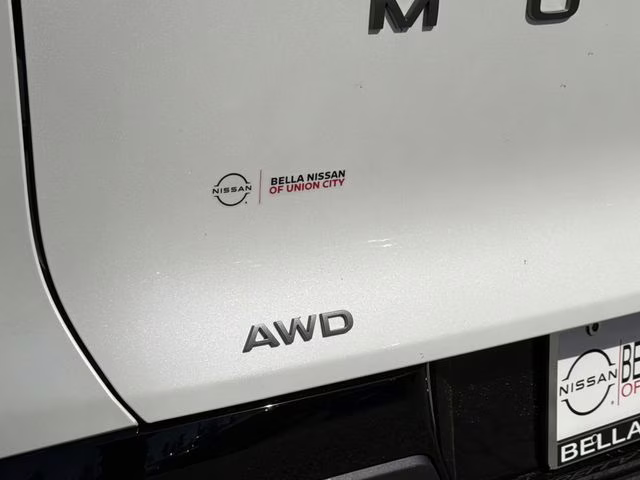 M
NISSAN
BELLA NISSAN
OF UNION CITY
AWD
NISSAN
BELLA